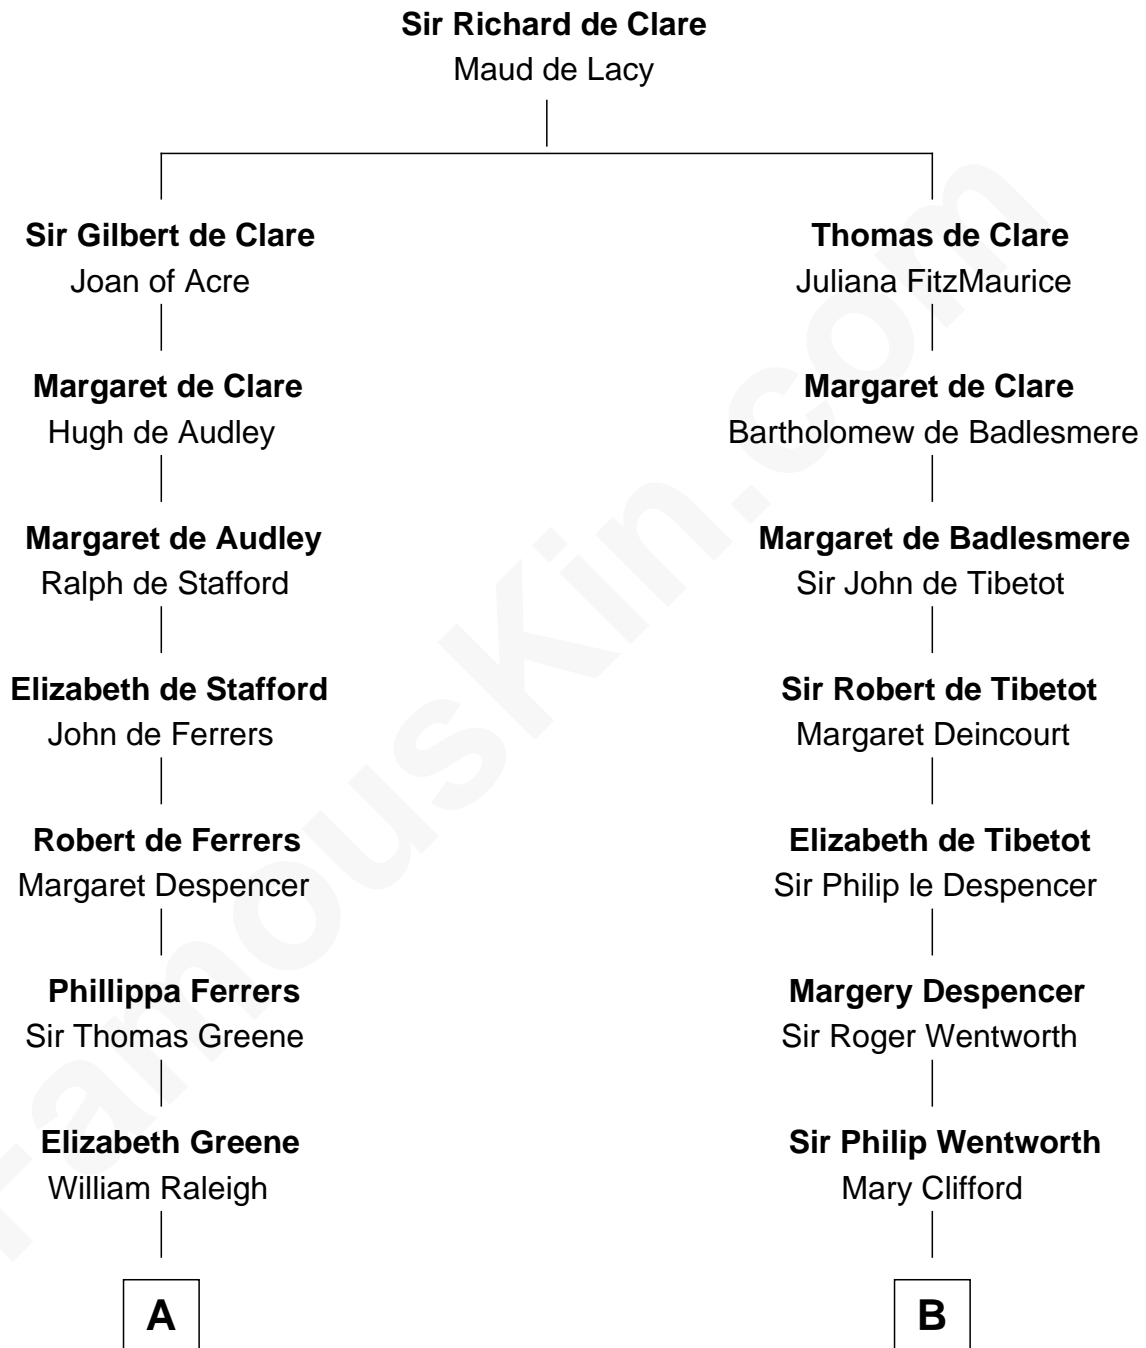 Sir Richard de Clare
Maud de Lacy
Sir Gilbert de Clare
Joan of Acre
Thomas de Clare
Juliana FitzMaurice
Margaret de Clare
Hugh de Audley
Margaret de Clare
Bartholomew de Badlesmere
Margaret de Audley
Ralph de Stafford
Margaret de Badlesmere
Sir John de Tibetot
Elizabeth de Stafford
John de Ferrers
Sir Robert de Tibetot
Margaret Deincourt
Robert de Ferrers
Margaret Despencer
Elizabeth de Tibetot
Sir Philip le Despencer
Phillippa Ferrers
Sir Thomas Greene
Margery Despencer
Sir Roger Wentworth
Elizabeth Greene
William Raleigh
Sir Philip Wentworth
Mary Clifford
A
B
FamousKin.com